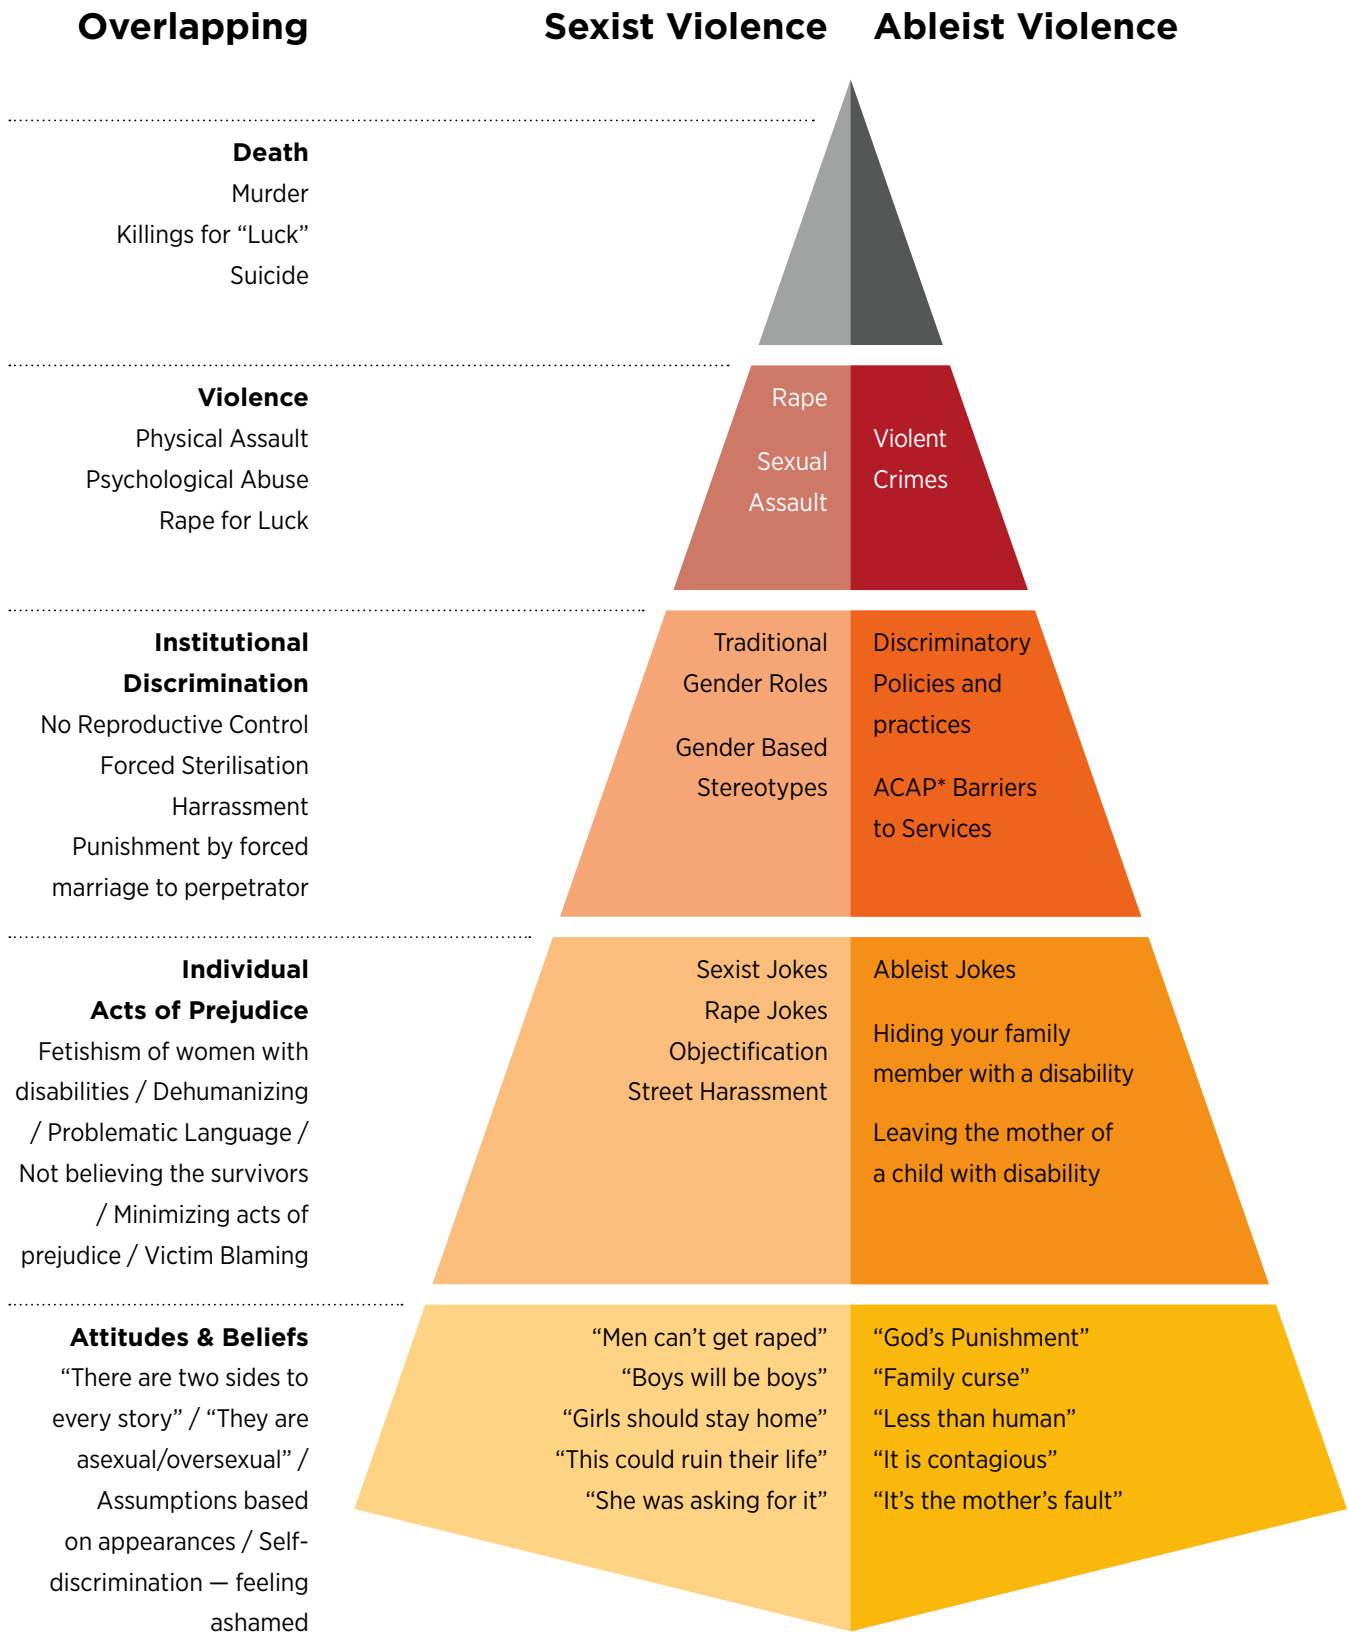 Overlapping
Sexist Violence
Ableist Violence
Death
Murder
Killings for “Luck”
Suicide
Violence
Physical Assault
Psychological Abuse
Rape for Luck
Rape
Sexual
Assault
Violent
Crimes
Institutional
Discrimination
No Reproductive Control
Forced Sterilisation
Harrassment
Punishment by forced
marriage to perpetrator
Traditional
Gender Roles
Gender Based
Stereotypes
Discriminatory
Policies and
practices
ACAP* Barriers
to Services
Individual
Acts of Prejudice
Fetishism of women with
disabilities / Dehumanizing
/ Problematic Language /
Not believing the survivors
/ Minimizing acts of
prejudice / Victim Blaming
Sexist Jokes
Rape Jokes
Objectification
Street Harassment
Ableist Jokes
Hiding your family
member with a disability
Leaving the mother of
a child with disability
Attitudes & Beliefs
“There are two sides to
every story” / “They are
asexual/oversexual” /
Assumptions based
on appearances / Self-
discrimination — feeling
ashamed
“Men can’t get raped”
“Boys will be boys”
“Girls should stay home”
“This could ruin their life”
“She was asking for it”
“God’s Punishment”
“Family curse”
“Less than human”
“It is contagious”
“It’s the mother’s fault”